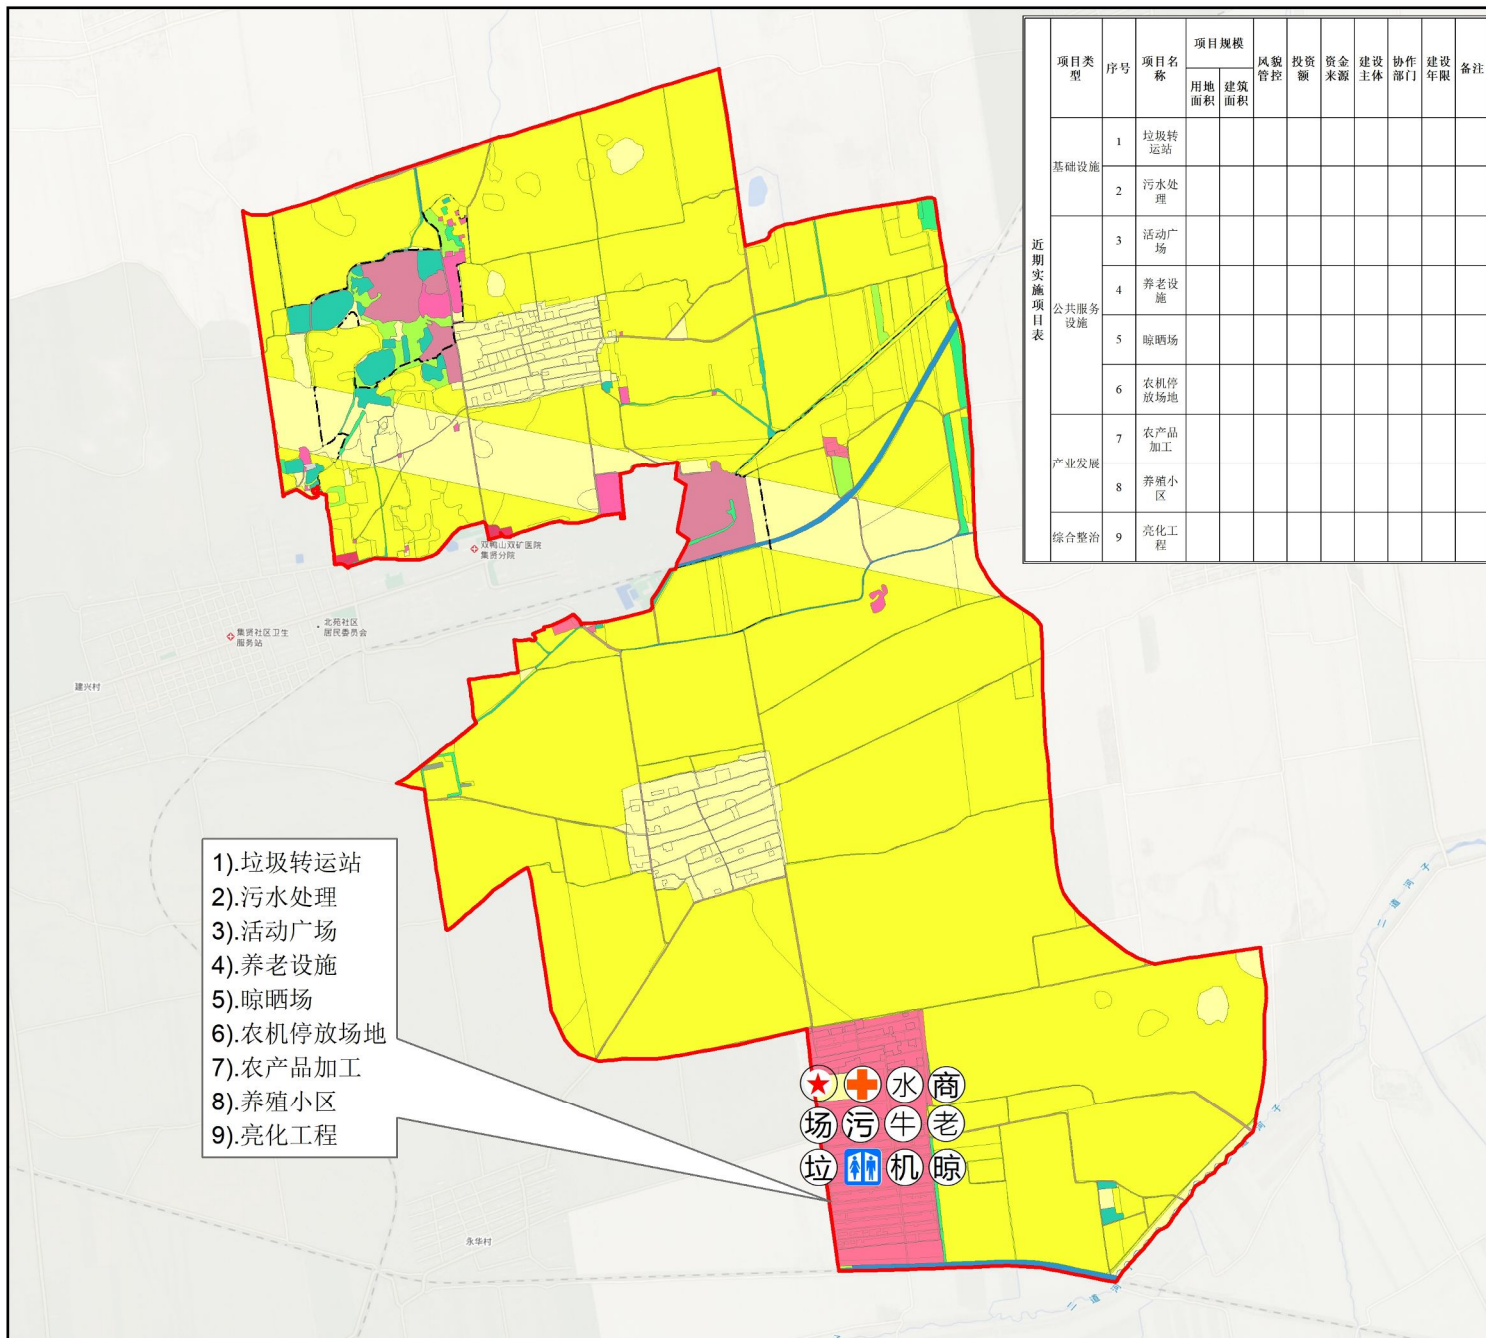 近期实施项目表
项目类型
序号
项目名称
项目规模
用地面积
建筑面积
风貌管控
投资额
资金来源
建设主体
协作部门
建设年限
备注
基础设施
1
垃圾转运站
2
污水处理
公共服务设施
3
活动广场
4
养老设施
5
晾晒场
6
农机停放场地
产业发展
7
农产品加工
8
养殖小区
综合整治
9
亮化工程
双鸭山双矿医院
集贤分院
集贤社区卫生
服务站
北苑社区
居民委员会
建兴村
1).垃圾转运站
2).污水处理
3).活动广场
4).养老设施
5).晾晒场
6).农机停放场地
7).农产品加工
8).养殖小区
9).亮化工程
水 商
场 污 牛 老
垃 机 晾
永华村
二道河子
二道河子